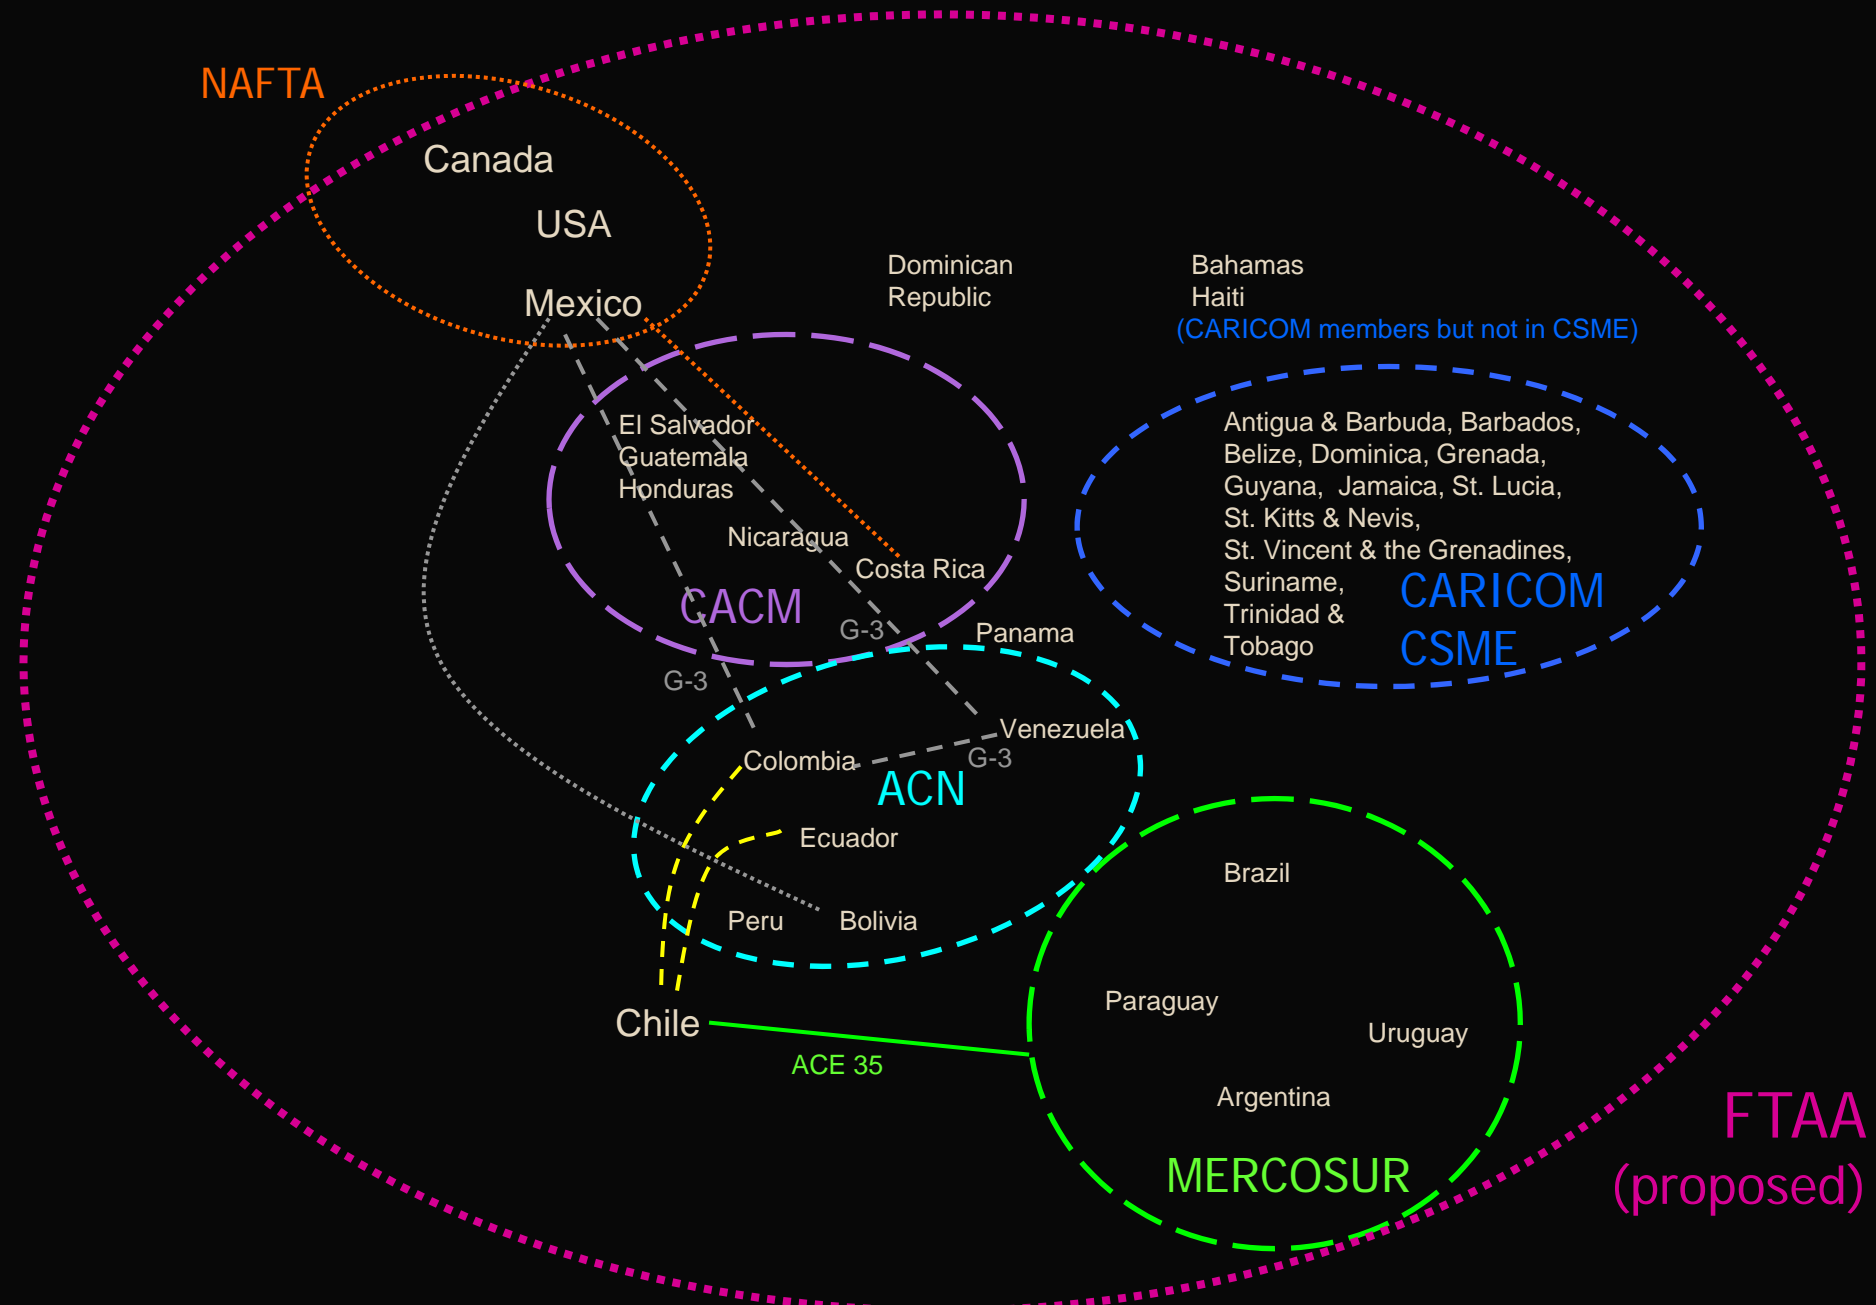 NAFTA
Canada
USA
Mexico
Dominican
Republic
Bahamas
Haiti
(CARICOM members but not in CSME)
El Salvador
Guatemala
Honduras
Nicaragua
Costa Rica
CACM
G-3
Panama
G-3
Antigua & Barbuda, Barbados,
Belize, Dominica, Grenada,
Guyana, Jamaica, St. Lucia,
St. Kitts & Nevis,
St. Vincent & the Grenadines,
Suriname,
Trinidad &
Tobago
CARICOM
CSME
Venezuela
Colombia
G-3
ACN
Ecuador
Peru
Bolivia
Chile
ACE 35
Brazil
Paraguay
Uruguay
Argentina
MERCOSUR
FTAA
(proposed)